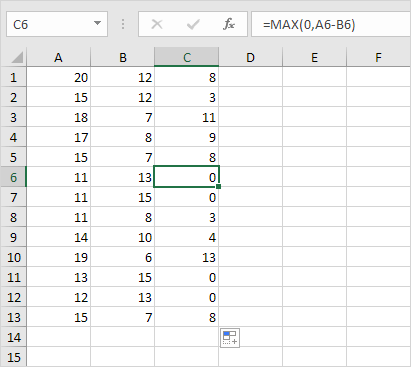 C6 fx =MAX(0,A6-B6)
A B C D E F
1 20 12 8
2 15 12 3
3 18 7 11
4 17 8 9
5 15 7 8
6 11 13 0
7 11 15 0
8 11 8 3
9 14 10 4
10 19 6 13
11 13 15 0
12 12 13 0
13 15 7 8
14
15